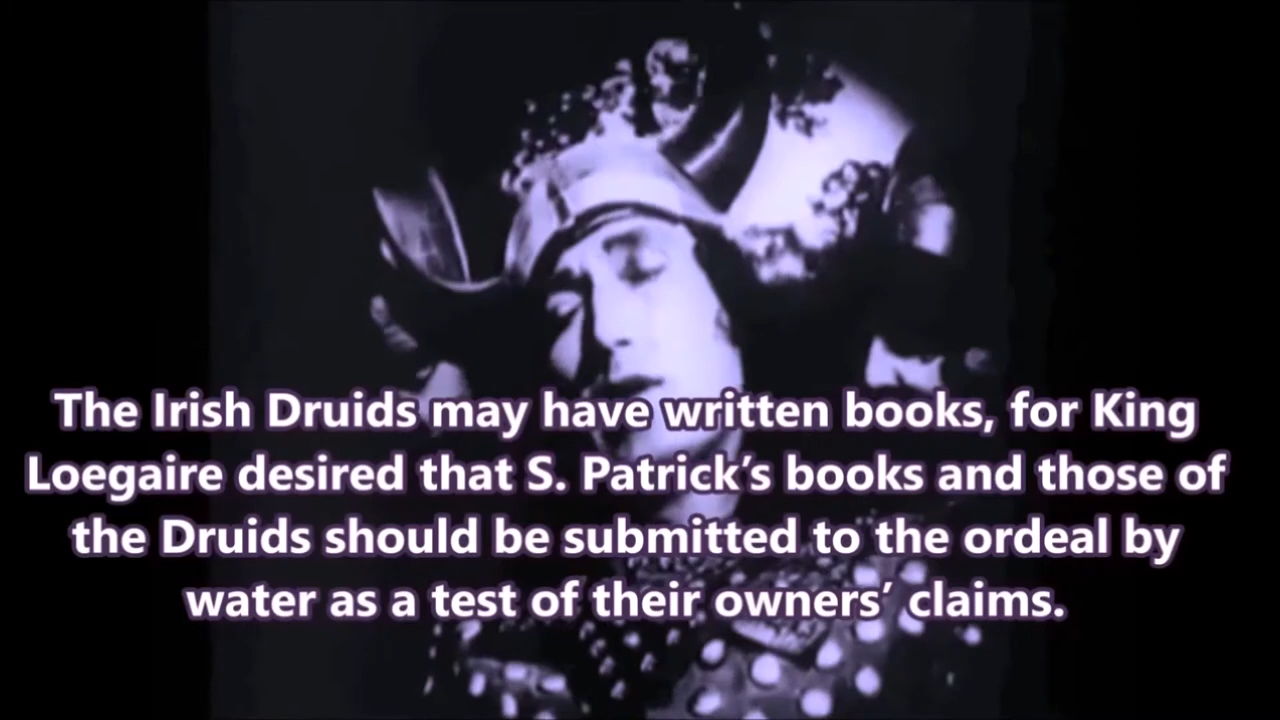 The Irish Druids may have written books, for King
Loegaire desired that S. Patrick’s books and those of
the Druids should be submitted to the ordeal by
water as a test of their owners’ claims.